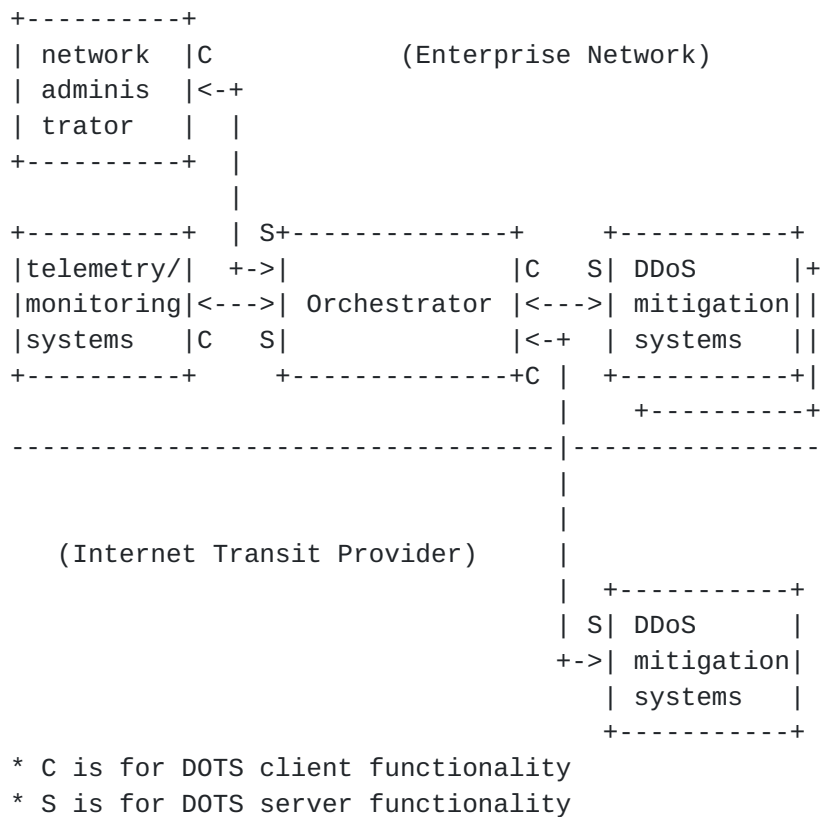 +----------+
| network  |C            (Enterprise Network)
| adminis  |<-+
| trator   |  |
+----------+  |
              |
+----------+  | S+--------------+     +-----------+
|telemetry/|  +->|              |C   S| DDoS      |+
|monitoring|<--->| Orchestrator |<--->| mitigation||
|systems   |C   S|              |<-+  | systems   ||
+----------+     +--------------+C |  +-----------+|
                                   |    +----------+
-----------------------------------|----------------
                                   |
                                   |
   (Internet Transit Provider)     |
                                   |  +-----------+
                                   | S| DDoS      |
                                   +->| mitigation|
                                      | systems   |
                                      +-----------+
* C is for DOTS client functionality
* S is for DOTS server functionality